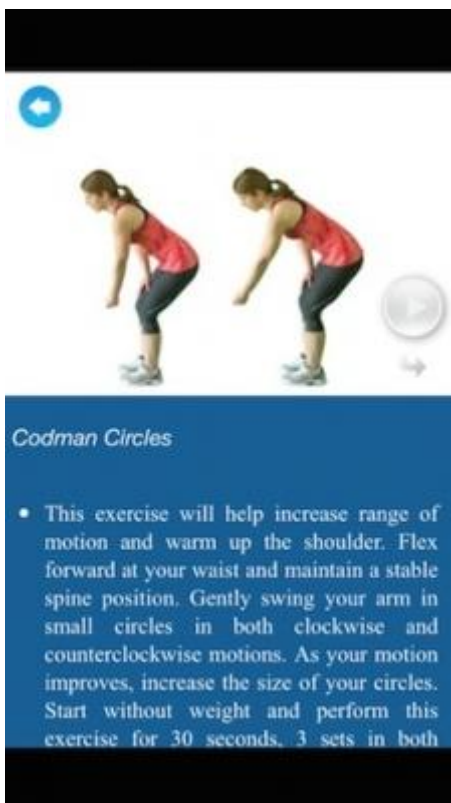 Codman Circles
• This exercise will help increase range of
motion and warm up the shoulder. Flex
forward at your waist and maintain a stable
spine position. Gently swing your arm in
small circles in both clockwise and
counterclockwise motions. As your motion
improves, increase the size of your circles.
Start without weight and perform this
exercise for 30 seconds, 3 sets in both